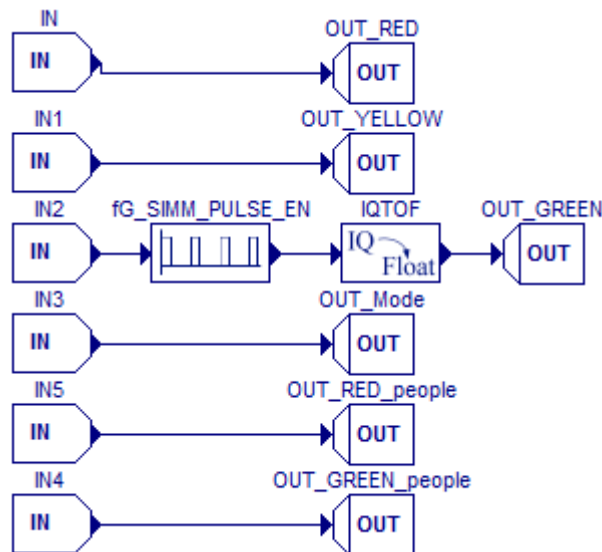 IN OUT_RED
IN OUT
IN1 OUT_YELLOW
IN OUT
IN2 fG_SIMM_PULSE_EN IQTOF OUT_GREEN
IN IQ Float OUT
IN3 OUT_Mode
IN OUT
IN5 OUT_RED_people
IN OUT
IN4 OUT_GREEN_people
IN OUT